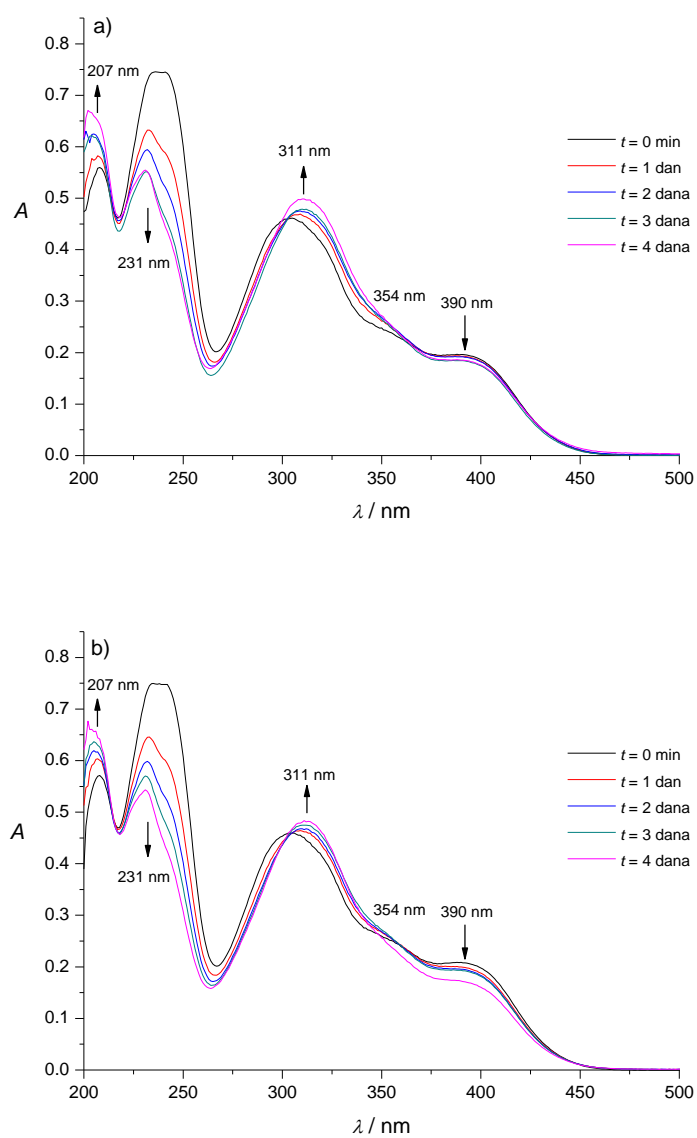 a)
0.8
207 nm
0.7
311 nm
t = 0 min
0.6
t = 1 dan
0.5
t = 2 dana
A
t = 3 dana
0.4
t = 4 dana
231 nm
354 nm
0.3
390 nm
0.2
0.1
0.0
200 250 300 350 400 450 500
λ / nm
b)
0.8
207 nm
0.7
t = 0 min
0.6
311 nm
t = 1 dan
0.5
t = 2 dana
A
t = 3 dana
0.4
t = 4 dana
231 nm
354 nm
0.3
390 nm
0.2
0.1
0.0
200 250 300 350 400 450 500
λ / nm